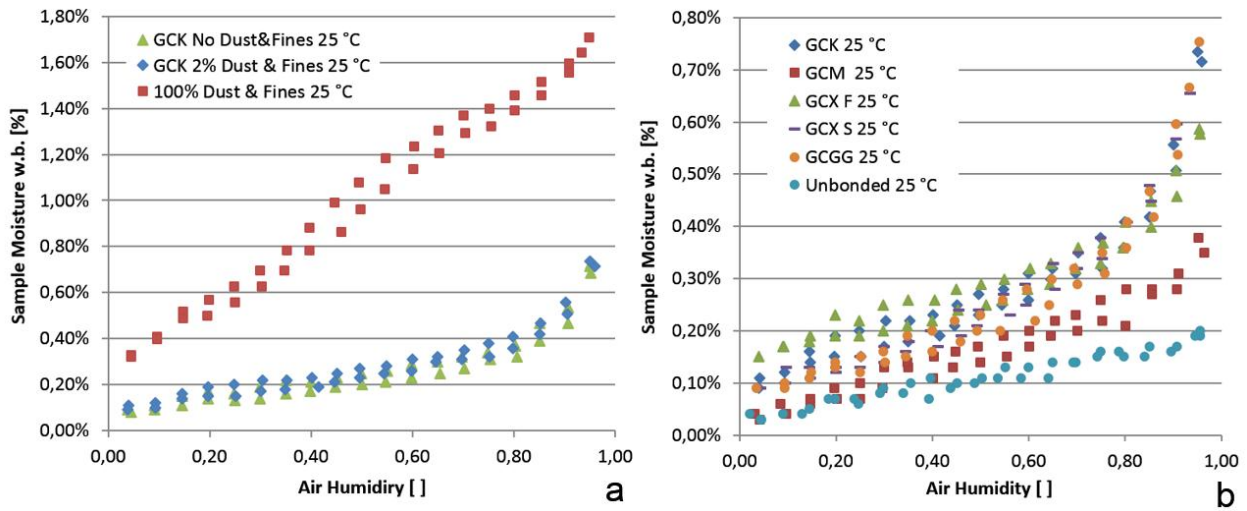 1,80%
1,60%
1,40%
1,20%
1,00%
0,80%
0,60%
0,40%
0,20%
0,00%
Sample Moisture w.b. [%]
GCK No Dust&Fines 25 °C
GCK 2% Dust & Fines 25 °C
100% Dust & Fines 25 °C
0,00 0,20 0,40 0,60 0,80 1,00
Air Humidiry [ ]
a
0,80%
0,70%
0,60%
0,50%
0,40%
0,30%
0,20%
0,10%
0,00%
Sample Moisture w.b. [%]
GCK 25 °C
GCM 25 °C
GCX F 25 °C
GCX S 25 °C
GCGG 25 °C
Unbonded 25 °C
0,00 0,20 0,40 0,60 0,80 1,00
Air Humidity [ ]
b